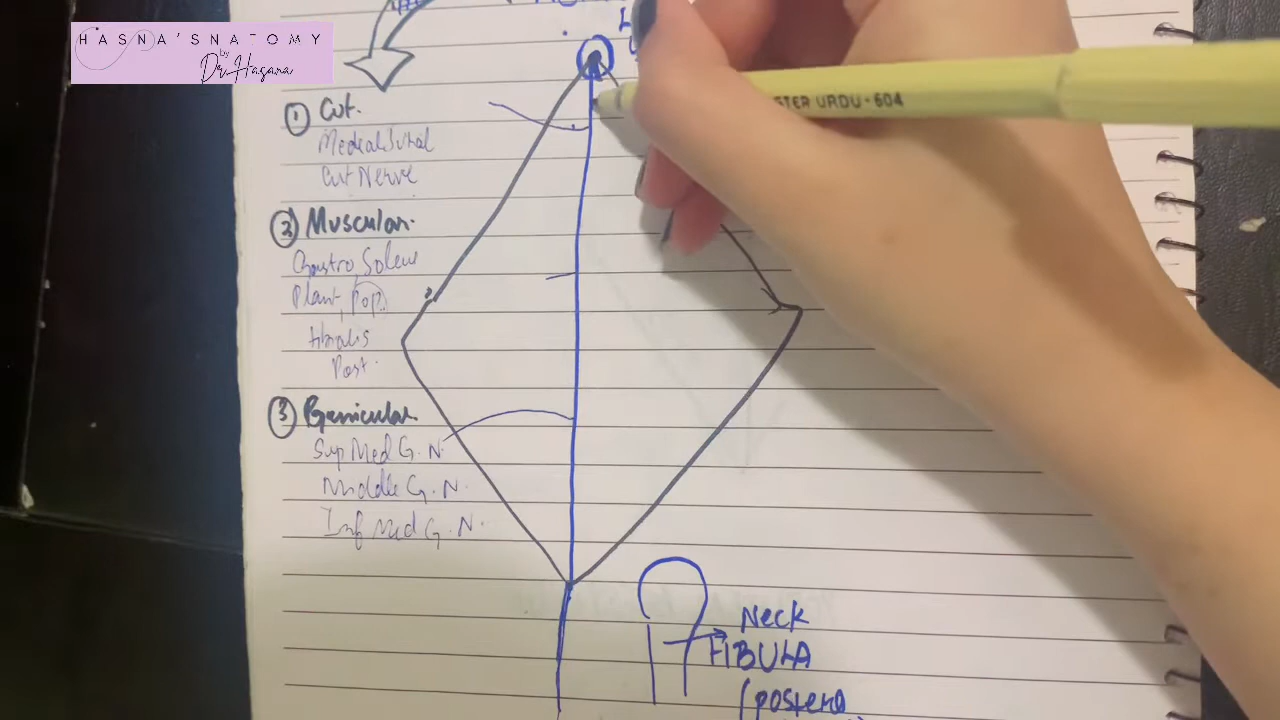 HASNA'SNATOMY
by
Dr.Hasana
STER URDU - 604
① Cut.
Medial Sural
Cut Nerve
② Muscular.
Gastro, Soleus
Plant, Pop.
tibialis
Post.
③ Genicular
Sup Med G. N.
Middle G. N.
Inf Med G. N.
Neck
FIBULA
(postero